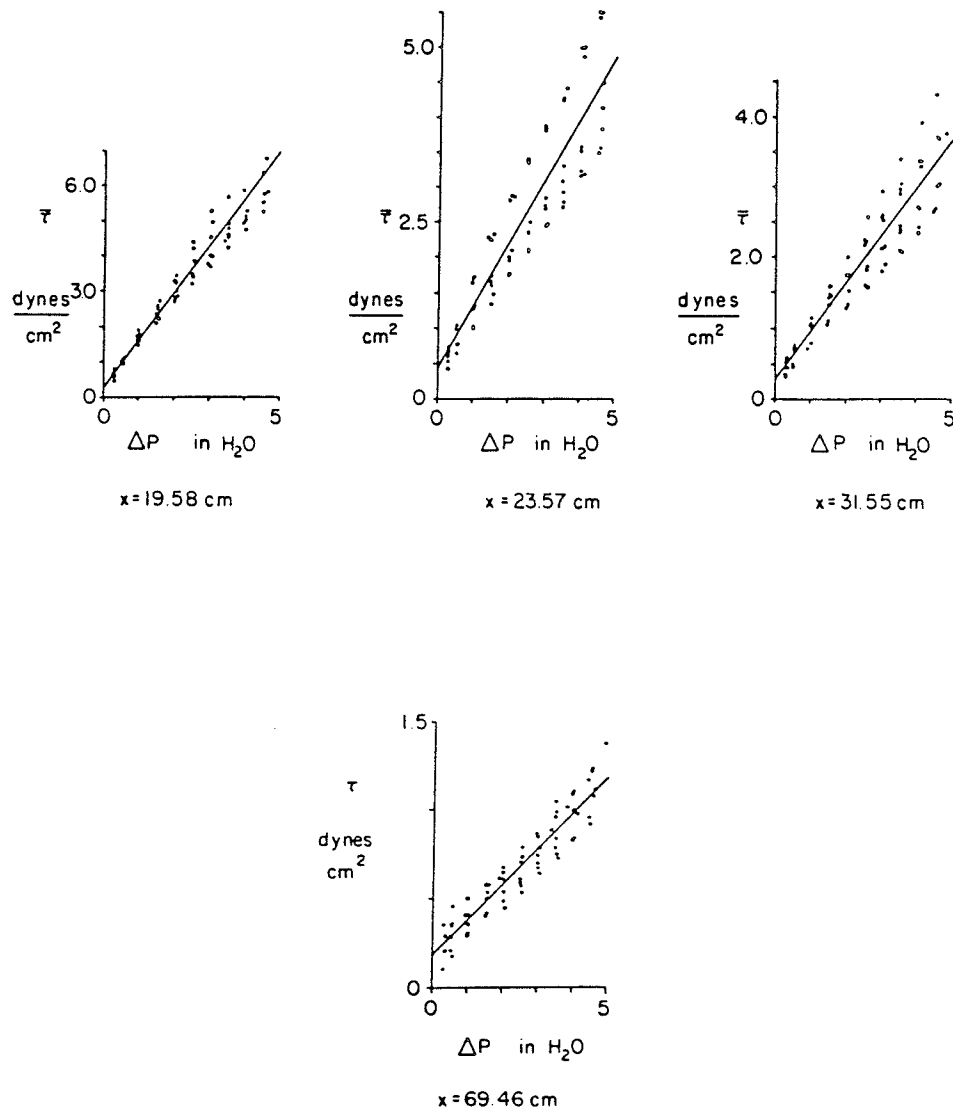 6.0
3.0
0
τ̿
dynes
cm²
0 5
ΔP in H₂O
x=19.58 cm
5.0
2.5
0
τ̿
dynes
cm²
0 5
ΔP in H₂O
x=23.57 cm
4.0
2.0
0
τ̿
dynes
cm²
0 5
ΔP in H₂O
x=31.55 cm
1.5
0
τ
dynes
cm²
0 5
ΔP in H₂O
x=69.46 cm